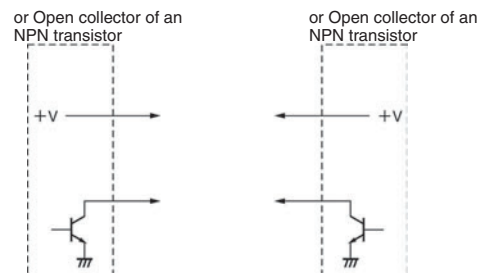 or Open collector of an
NPN transistor
or Open collector of an
NPN transistor
+V
+V